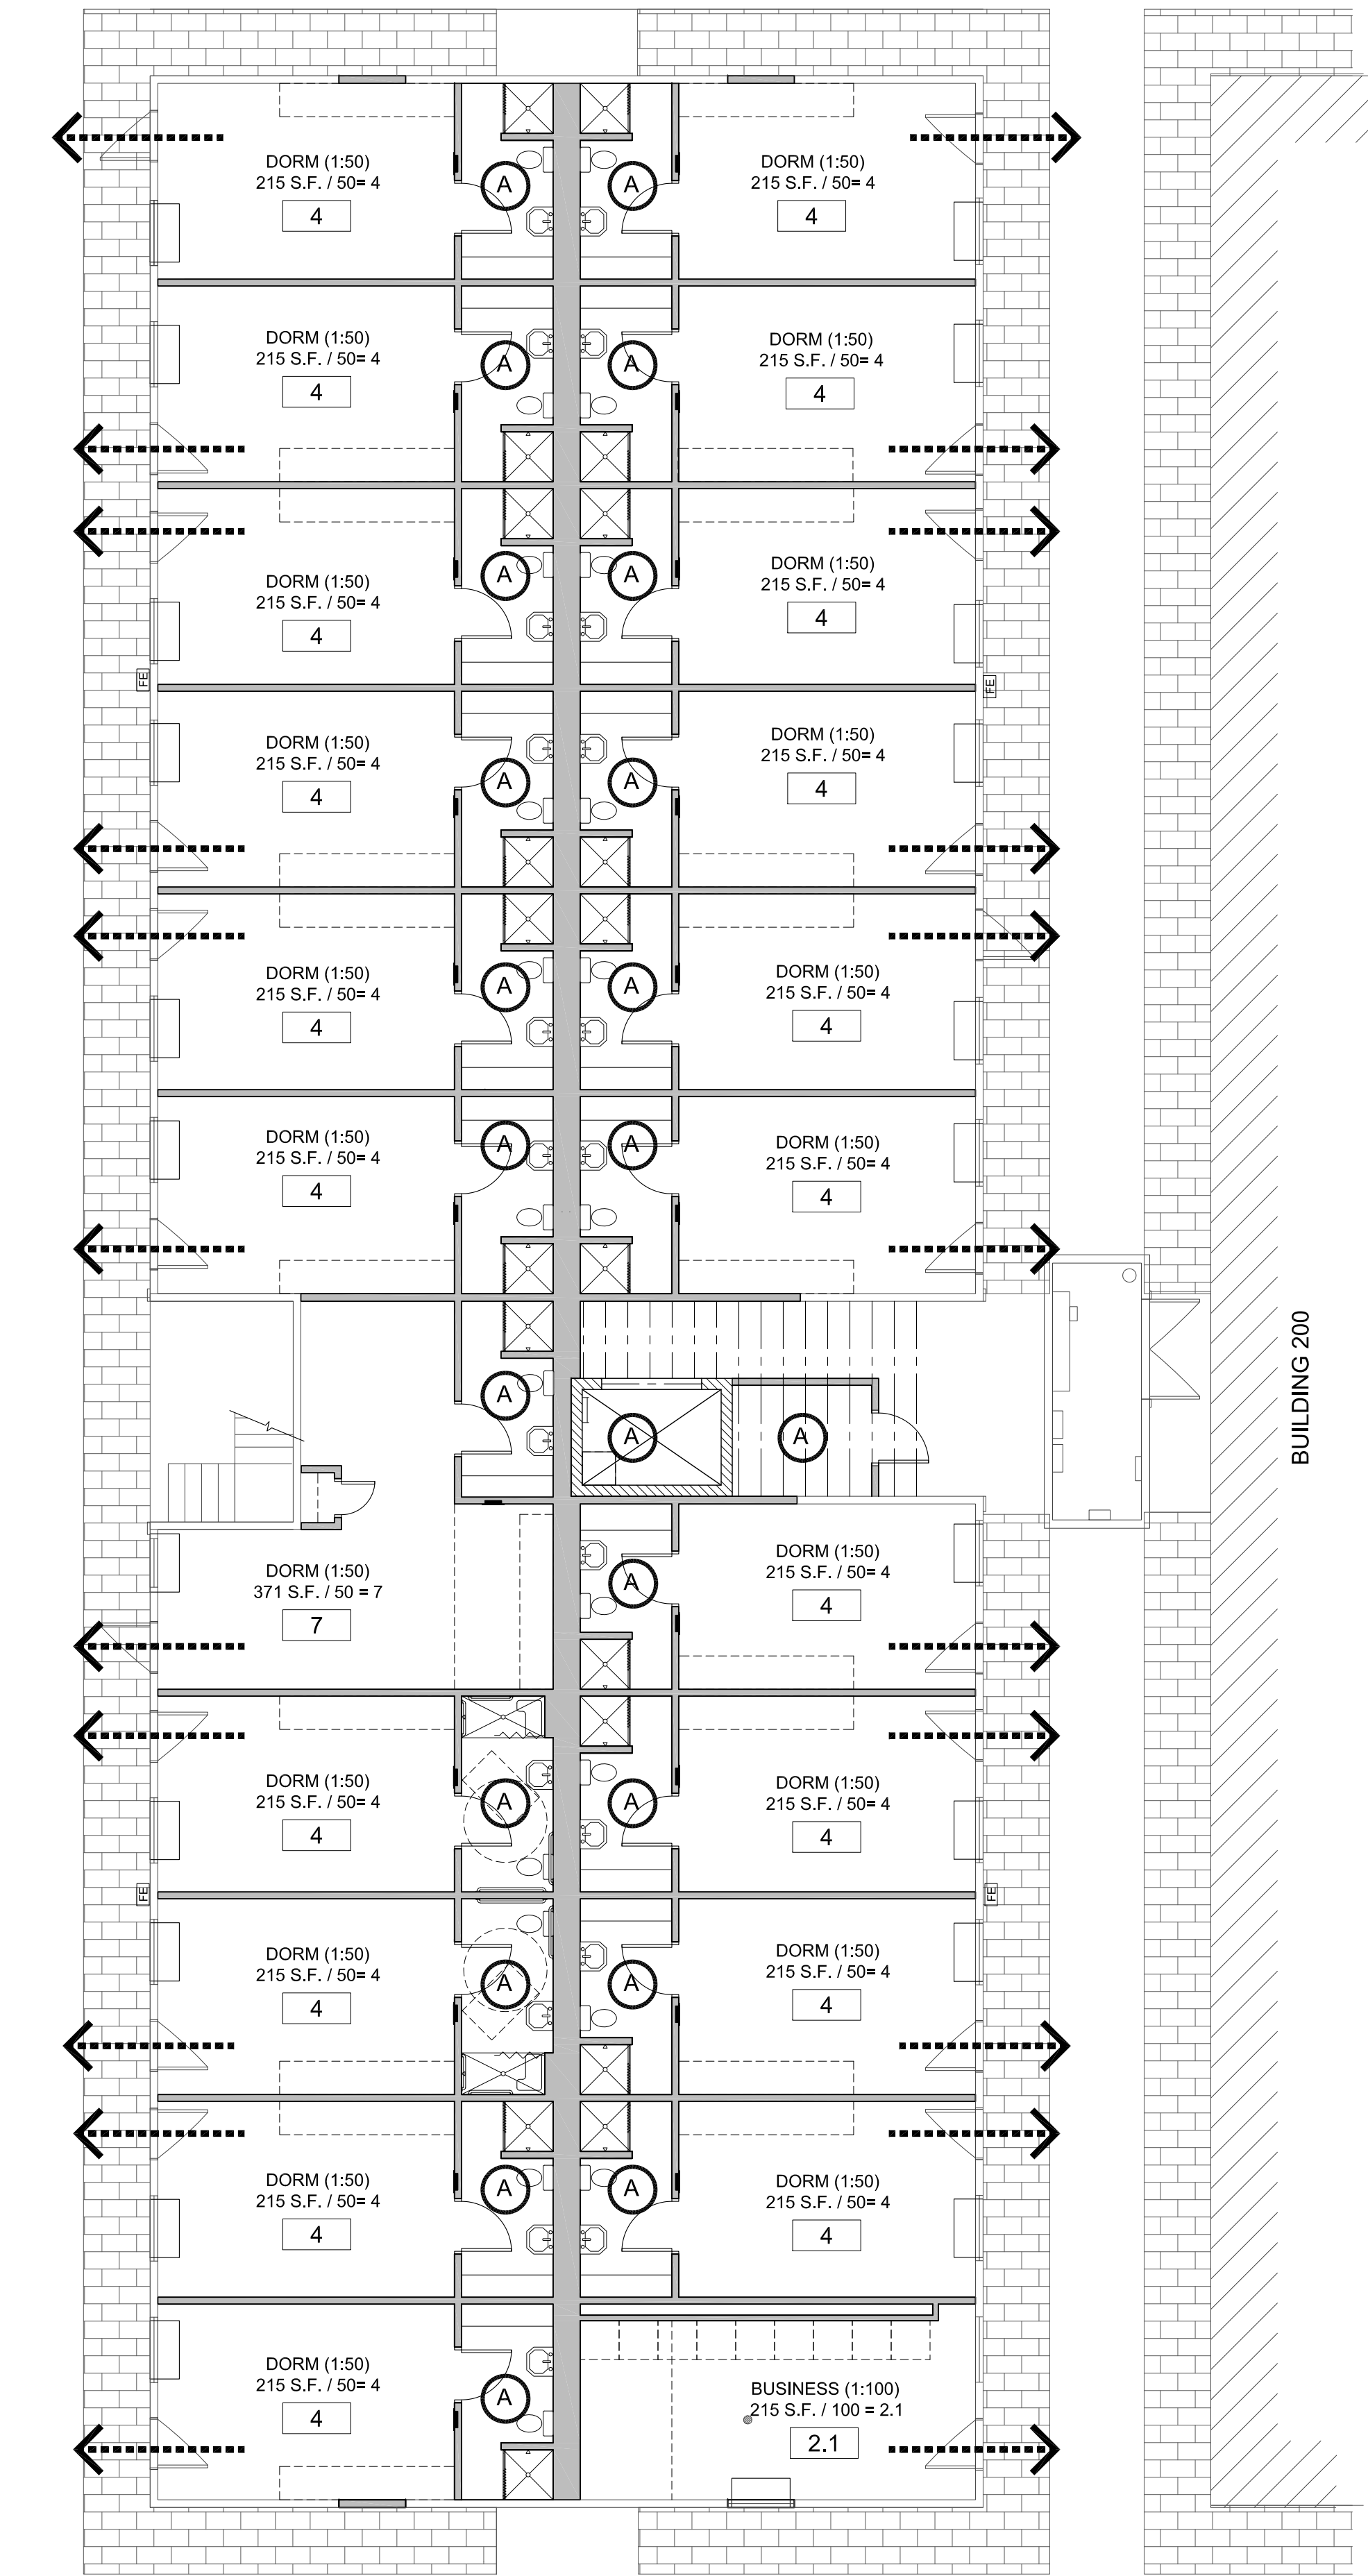 DORM (1:50)
215 S.F. / 50= 4
4
A
A
DORM (1:50)
215 S.F. / 50= 4
4
DORM (1:50)
215 S.F. / 50= 4
4
A
A
DORM (1:50)
215 S.F. / 50= 4
4
DORM (1:50)
215 S.F. / 50= 4
4
A
A
DORM (1:50)
215 S.F. / 50= 4
4
FE
FE
DORM (1:50)
215 S.F. / 50= 4
4
A
A
DORM (1:50)
215 S.F. / 50= 4
4
DORM (1:50)
215 S.F. / 50= 4
4
A
A
DORM (1:50)
215 S.F. / 50= 4
4
DORM (1:50)
215 S.F. / 50= 4
4
A
A
DORM (1:50)
215 S.F. / 50= 4
4
A
A
A
BUILDING 200
DORM (1:50)
371 S.F. / 50 = 7
7
A
DORM (1:50)
215 S.F. / 50= 4
4
DORM (1:50)
215 S.F. / 50= 4
4
A
A
DORM (1:50)
215 S.F. / 50= 4
4
FE
FE
DORM (1:50)
215 S.F. / 50= 4
4
A
A
DORM (1:50)
215 S.F. / 50= 4
4
DORM (1:50)
215 S.F. / 50= 4
4
A
A
DORM (1:50)
215 S.F. / 50= 4
4
DORM (1:50)
215 S.F. / 50= 4
4
A
BUSINESS (1:100)
215 S.F. / 100 = 2.1
2.1